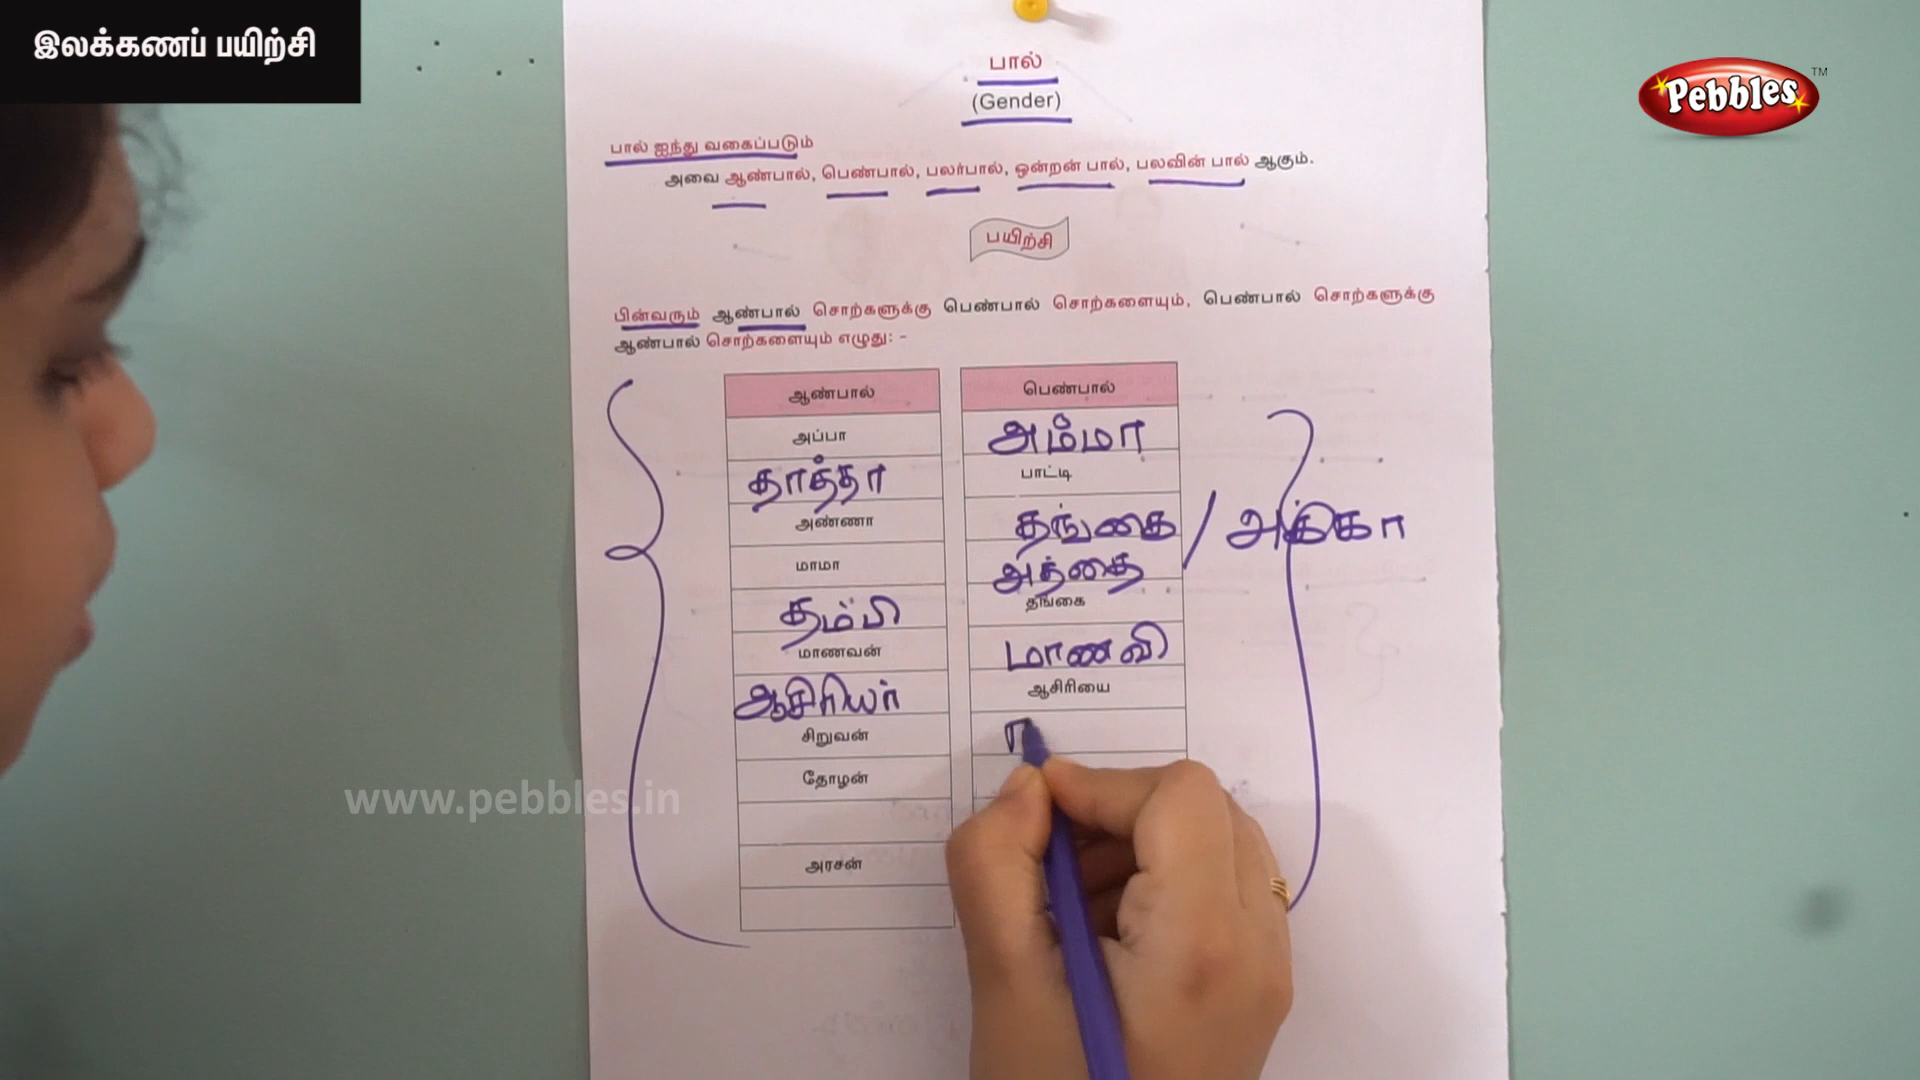 இலக்கணப் பயிற்சி
Pebbles TM
பால்
(Gender)
பால் ஐந்து வகைப்படும்
அவை ஆண்பால், பெண்பால், பலர்பால், ஒன்றன் பால், பலவின் பால் ஆகும்.
பயிற்சி
பின்வரும் ஆண்பால் சொற்களுக்கு பெண்பால் சொற்களையும், பெண்பால் சொற்களுக்கு
ஆண்பால் சொற்களையும் எழுது: -
ஆண்பால் பெண்பால்
அப்பா அம்மா
தாத்தா பாட்டி
அண்ணா தங்கை / அக்கா
மாமா அத்தை
தம்பி தங்கை
மாணவன் மாணவி
ஆசிரியர் ஆசிரியை
சிறுவன்
தோழன்
அரசன்
www.pebbles.in